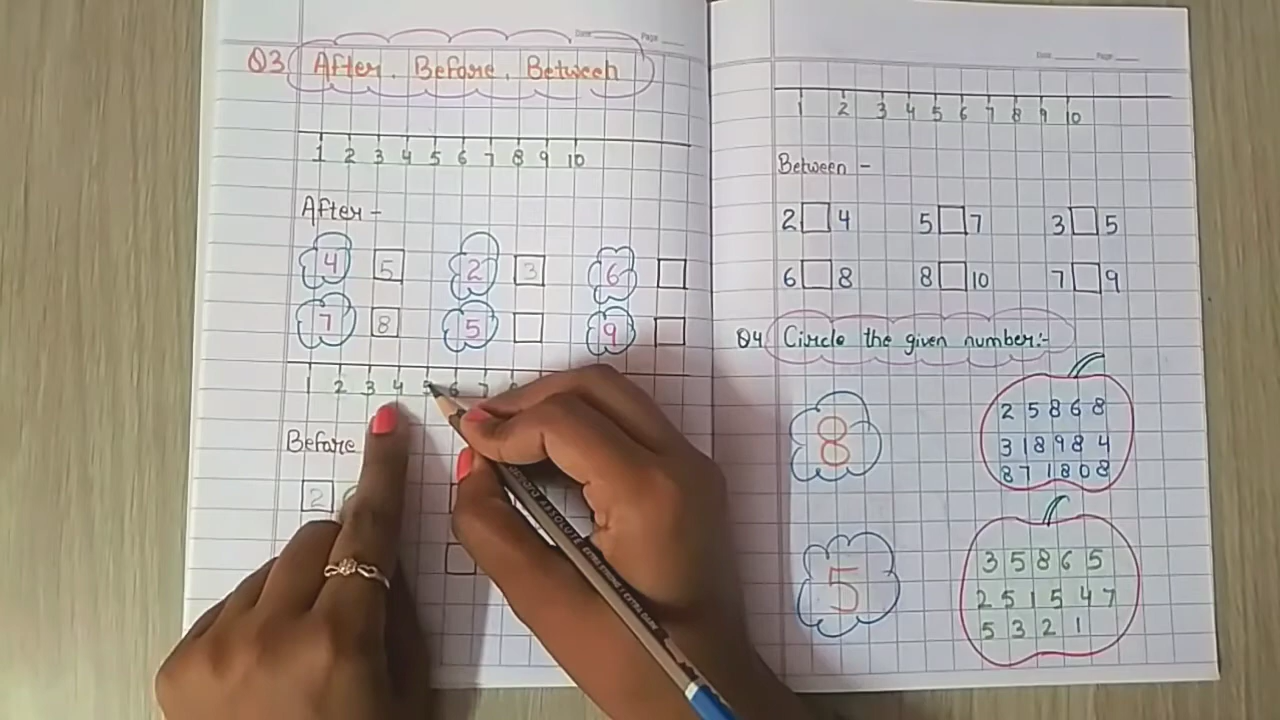 Date Page
Q3 After, Before, Between
1 2 3 4 5 6 7 8 9 10
After -
4 5 2 3 6
7 8 5 9
1 2 3 4 5 6 7
Before
2
Date Page
1 2 3 4 5 6 7 8 9 10
Between -
2 4 5 7 3 5
6 8 8 10 7 9
Q4 Circle the given number:-
8
2 5 8 6 8
3 1 8 9 8 4
8 7 1 8 0 8
5
3 5 8 6 5
2 5 1 5 4 7
5 3 2 1
ABSOLUTE EXTRA STRONG / EXTRA DARK